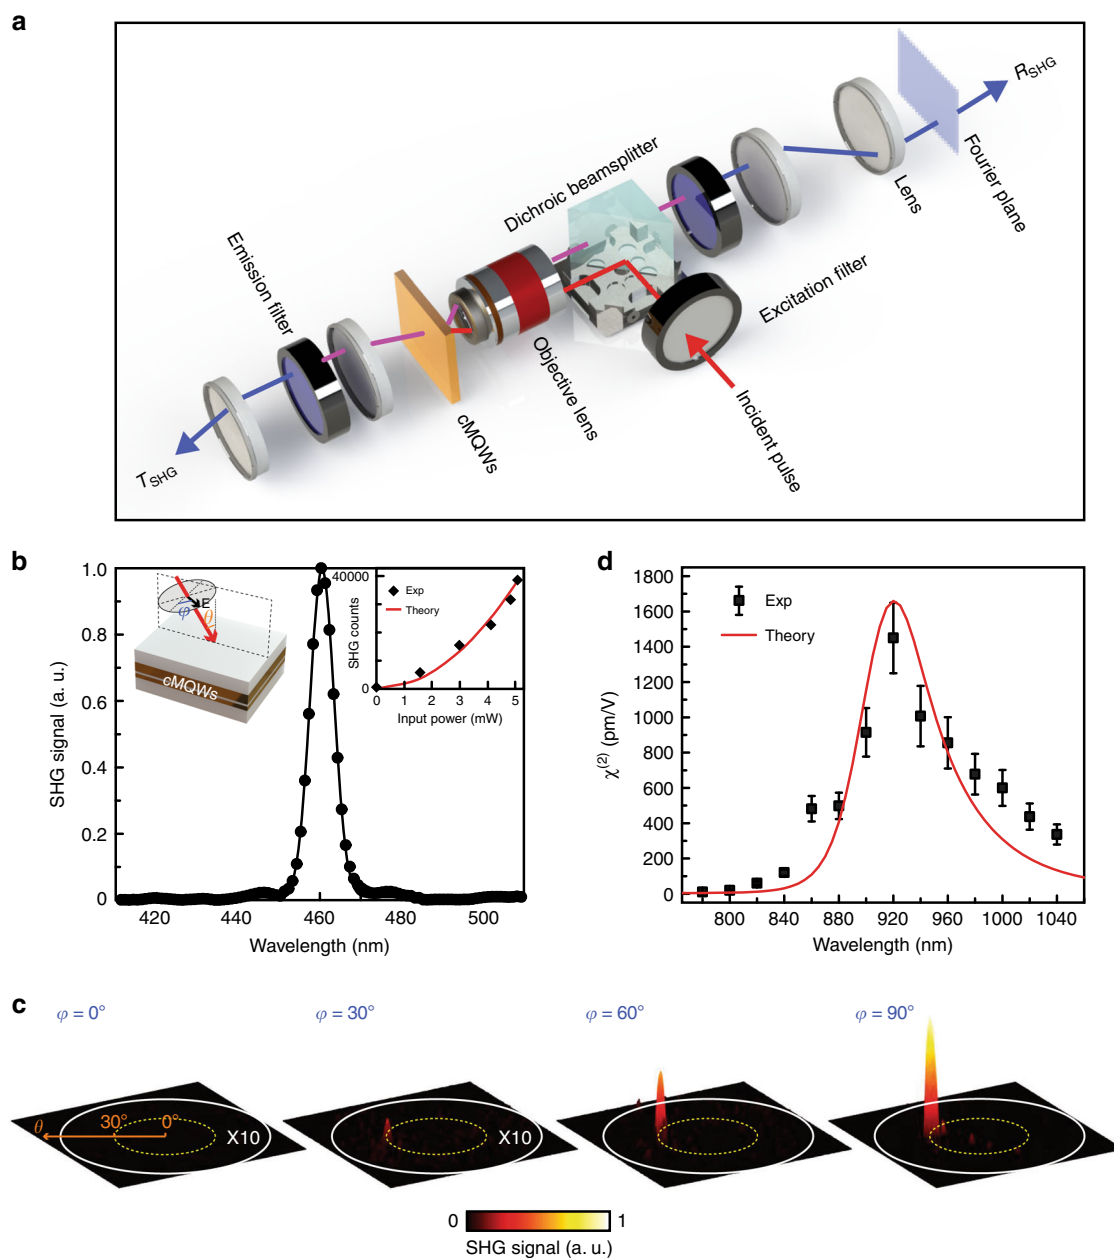 a
R_SHG
Fourier plane
Lens
Dichroic beamsplitter
Excitation filter
Emission filter
Objective lens
Incident pulse
cMQWs
T_SHG
b
SHG signal (a. u.)
1.0
0.8
0.6
0.4
0.2
0
420
440
460
480
500
Wavelength (nm)
E
φ
θ
cMQWs
40000
0
SHG counts
Exp
Theory
0
1
2
3
4
5
Input power (mW)
d
χ(2) (pm/V)
1800
1600
1400
1200
1000
800
600
400
200
0
Exp
Theory
800
840
880
920
960
1000
1040
Wavelength (nm)
c
φ = 0°
φ = 30°
φ = 60°
φ = 90°
θ
30°
0°
X10
X10
X10
0
1
SHG signal (a. u.)